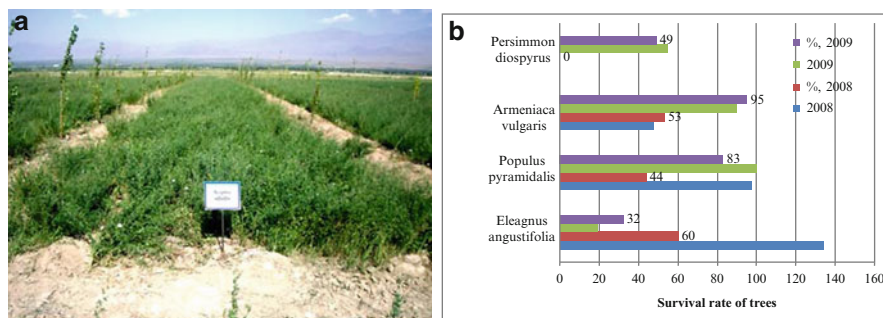 a
b
Persimmon
diospyrus
49
0
Armeniaca
vulgaris
95
53
Populus
pyramidalis
83
44
Eleagnus
angustifolia
32
60
%, 2009
2009
%, 2008
2008
0 20 40 60 80 100 120 140 160
Survival rate of trees